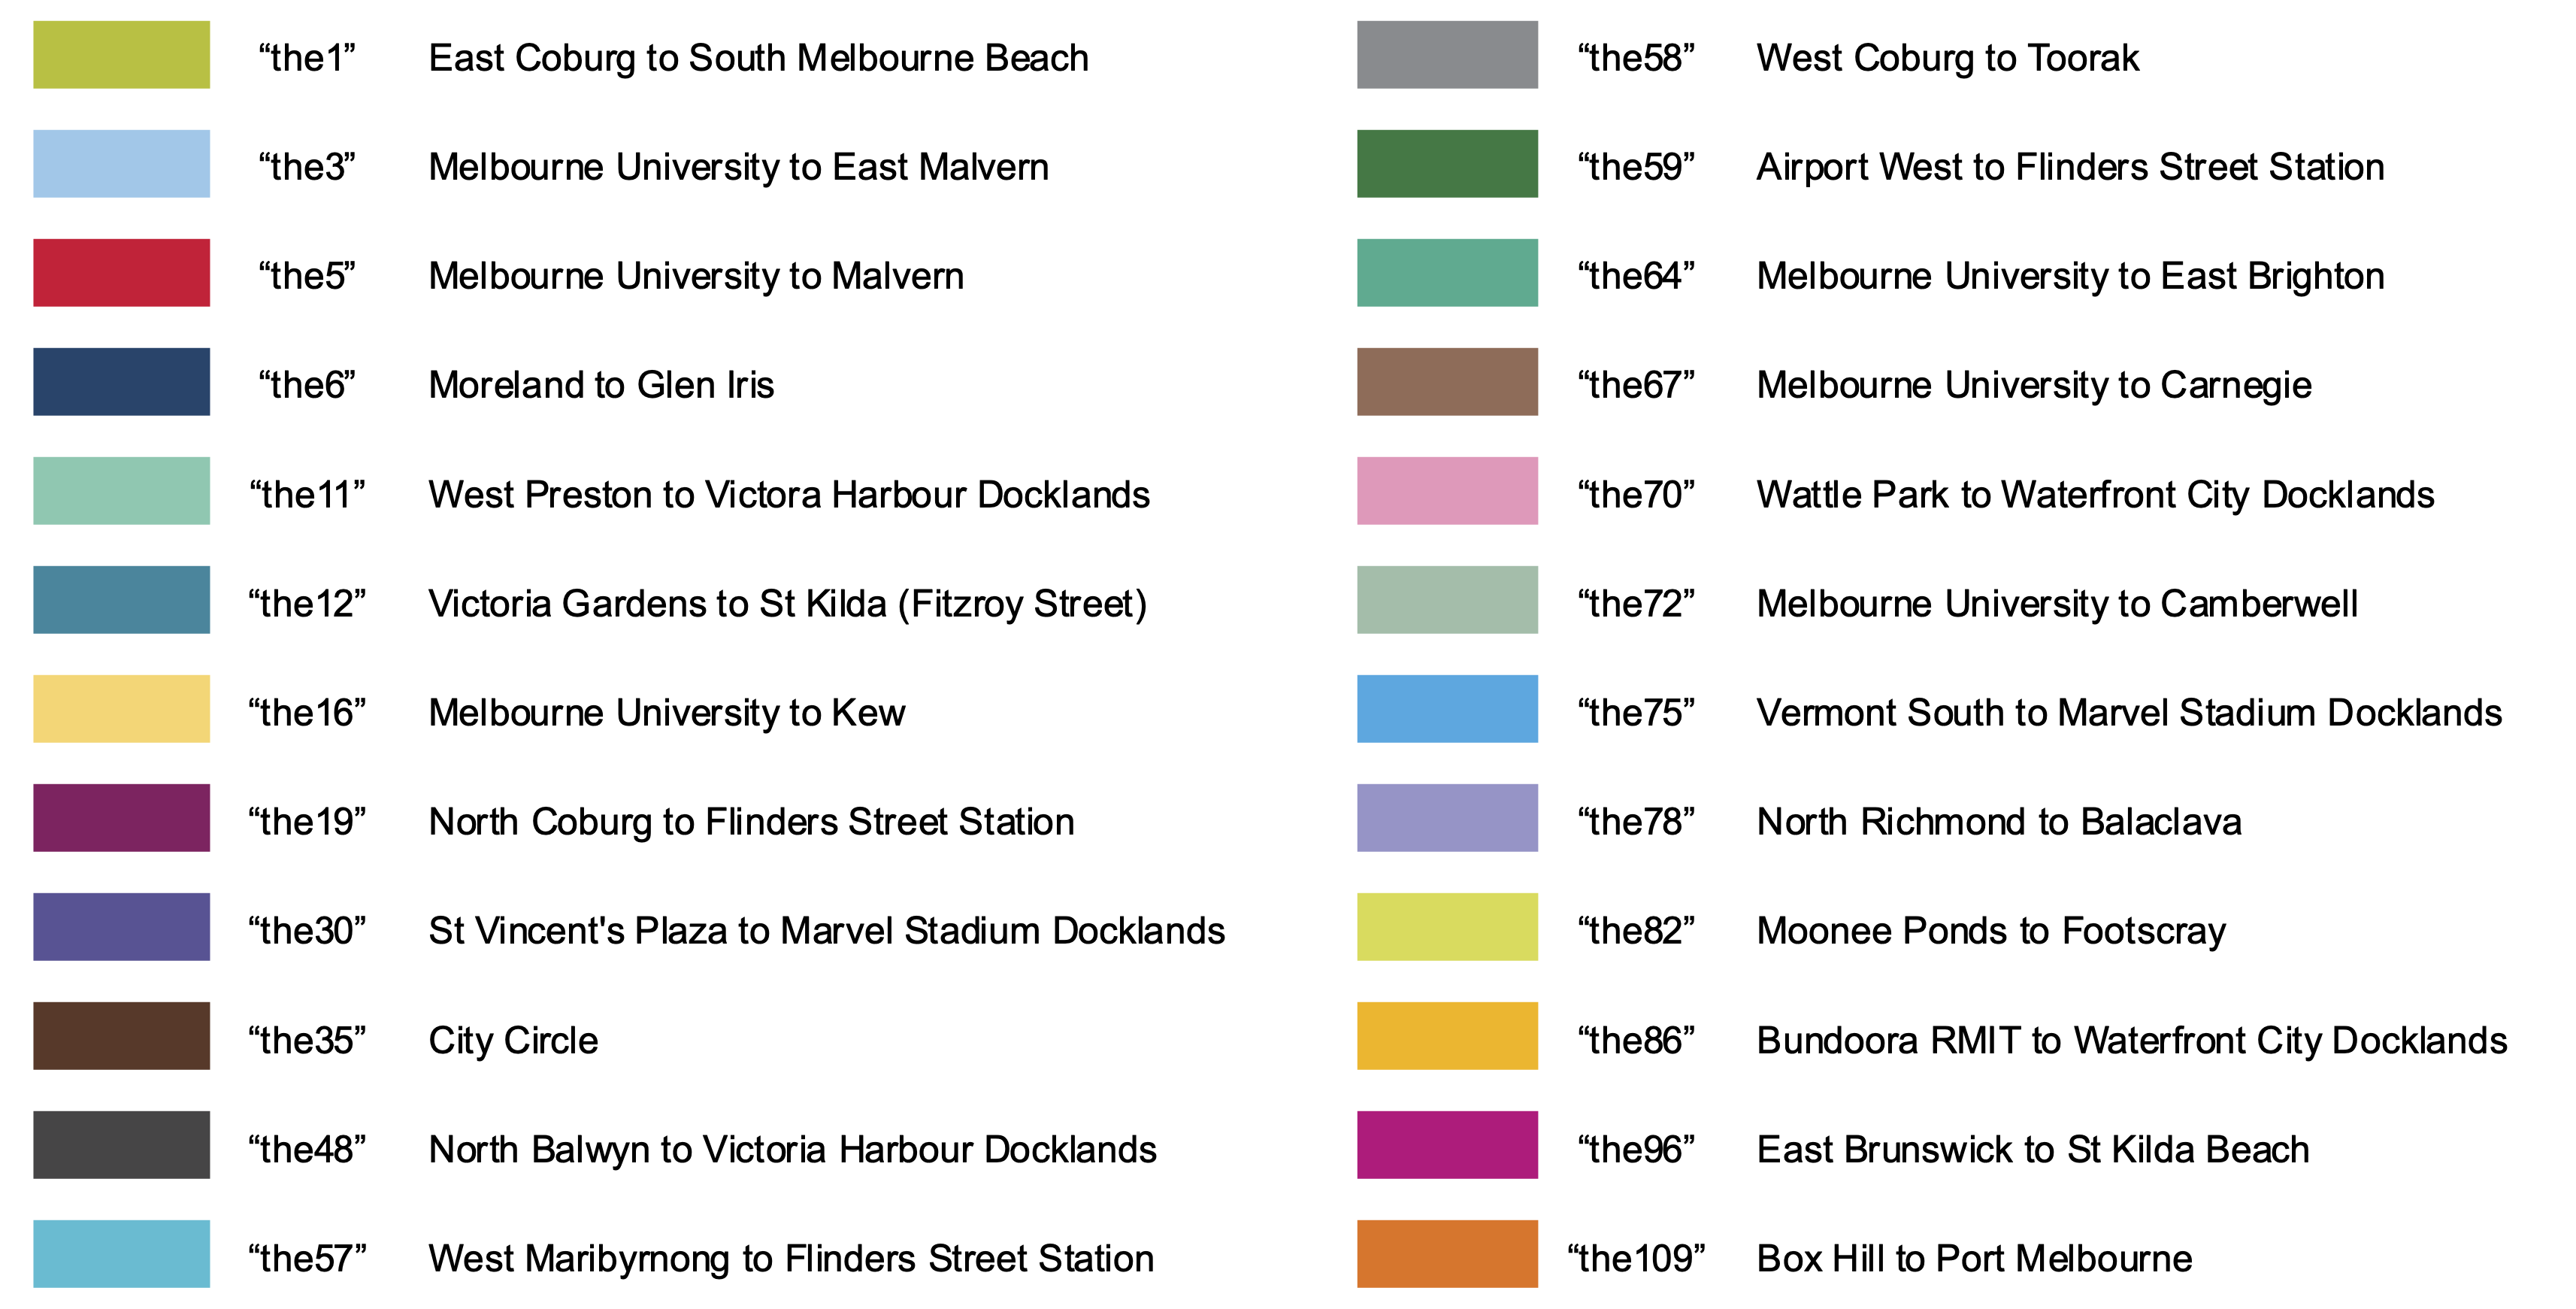 “the1” East Coburg to South Melbourne Beach
“the3” Melbourne University to East Malvern
“the5” Melbourne University to Malvern
“the6” Moreland to Glen Iris
“the11” West Preston to Victora Harbour Docklands
“the12” Victoria Gardens to St Kilda (Fitzroy Street)
“the16” Melbourne University to Kew
“the19” North Coburg to Flinders Street Station
“the30” St Vincent's Plaza to Marvel Stadium Docklands
“the35” City Circle
“the48” North Balwyn to Victoria Harbour Docklands
“the57” West Maribyrnong to Flinders Street Station
“the58” West Coburg to Toorak
“the59” Airport West to Flinders Street Station
“the64” Melbourne University to East Brighton
“the67” Melbourne University to Carnegie
“the70” Wattle Park to Waterfront City Docklands
“the72” Melbourne University to Camberwell
“the75” Vermont South to Marvel Stadium Docklands
“the78” North Richmond to Balaclava
“the82” Moonee Ponds to Footscray
“the86” Bundoora RMIT to Waterfront City Docklands
“the96” East Brunswick to St Kilda Beach
“the109” Box Hill to Port Melbourne